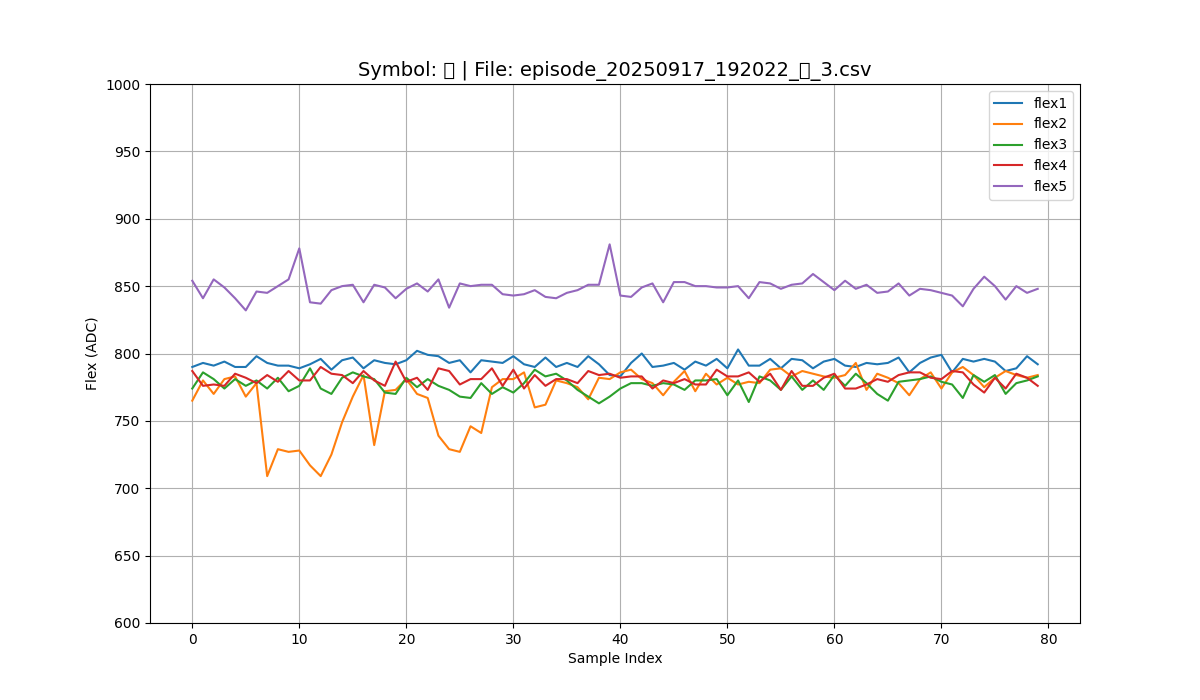 Symbol: | File: episode_20250917_192022_ _3.csv
1000
950
900
850
800
750
700
650
600
Flex (ADC)
0 10 20 30 40 50 60 70 80
Sample Index
flex1
flex2
flex3
flex4
flex5